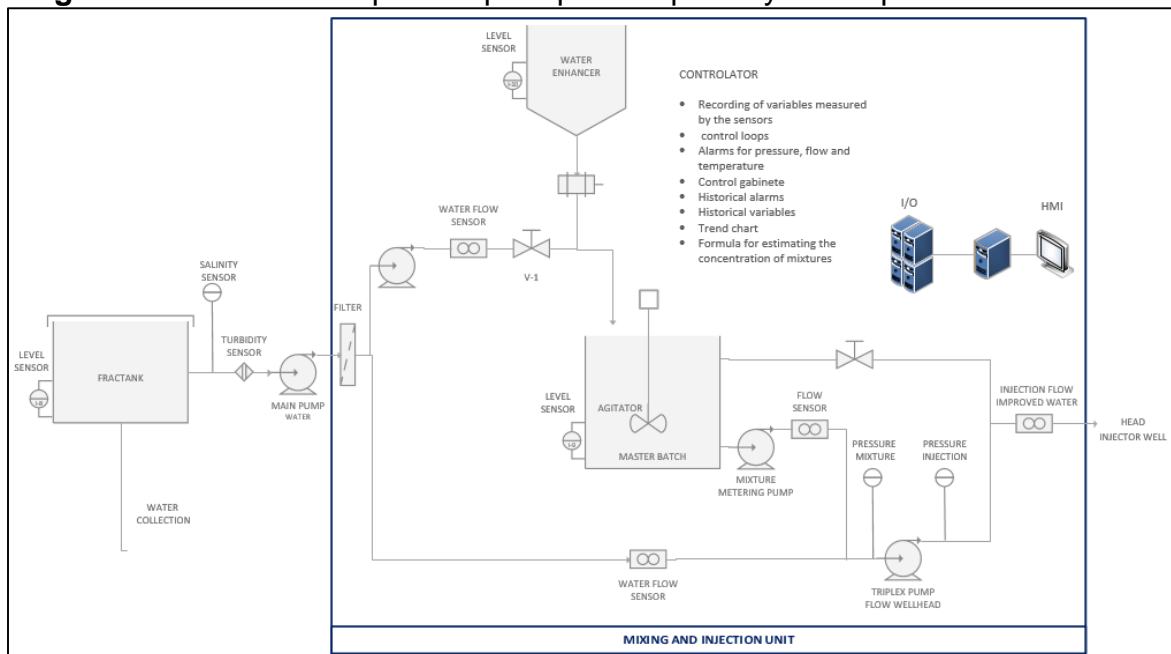 LEVEL
SENSOR
WATER
ENHANCER
CONTROLATOR
• Recording of variables measured
by the sensors
• control loops
• Alarms for pressure, flow and
temperature
• Control gabinete
• Historical alarms
• Historical variables
• Trend chart
• Formula for estimating the
concentration of mixtures
I/O
HMI
WATER FLOW
SENSOR
V-1
SALINITY
SENSOR
FILTER
TURBIDITY
SENSOR
LEVEL
SENSOR
FRACTANK
MAIN PUMP
WATER
WATER
COLLECTION
LEVEL
SENSOR
AGITATOR
MASTER BATCH
FLOW
SENSOR
MIXTURE
METERING PUMP
PRESSURE
MIXTURE
PRESSURE
INJECTION
INJECTION FLOW
IMPROVED WATER
HEAD
INJECTOR WELL
WATER FLOW
SENSOR
TRIPLEX PUMP
FLOW WELLHEAD
MIXING AND INJECTION UNIT